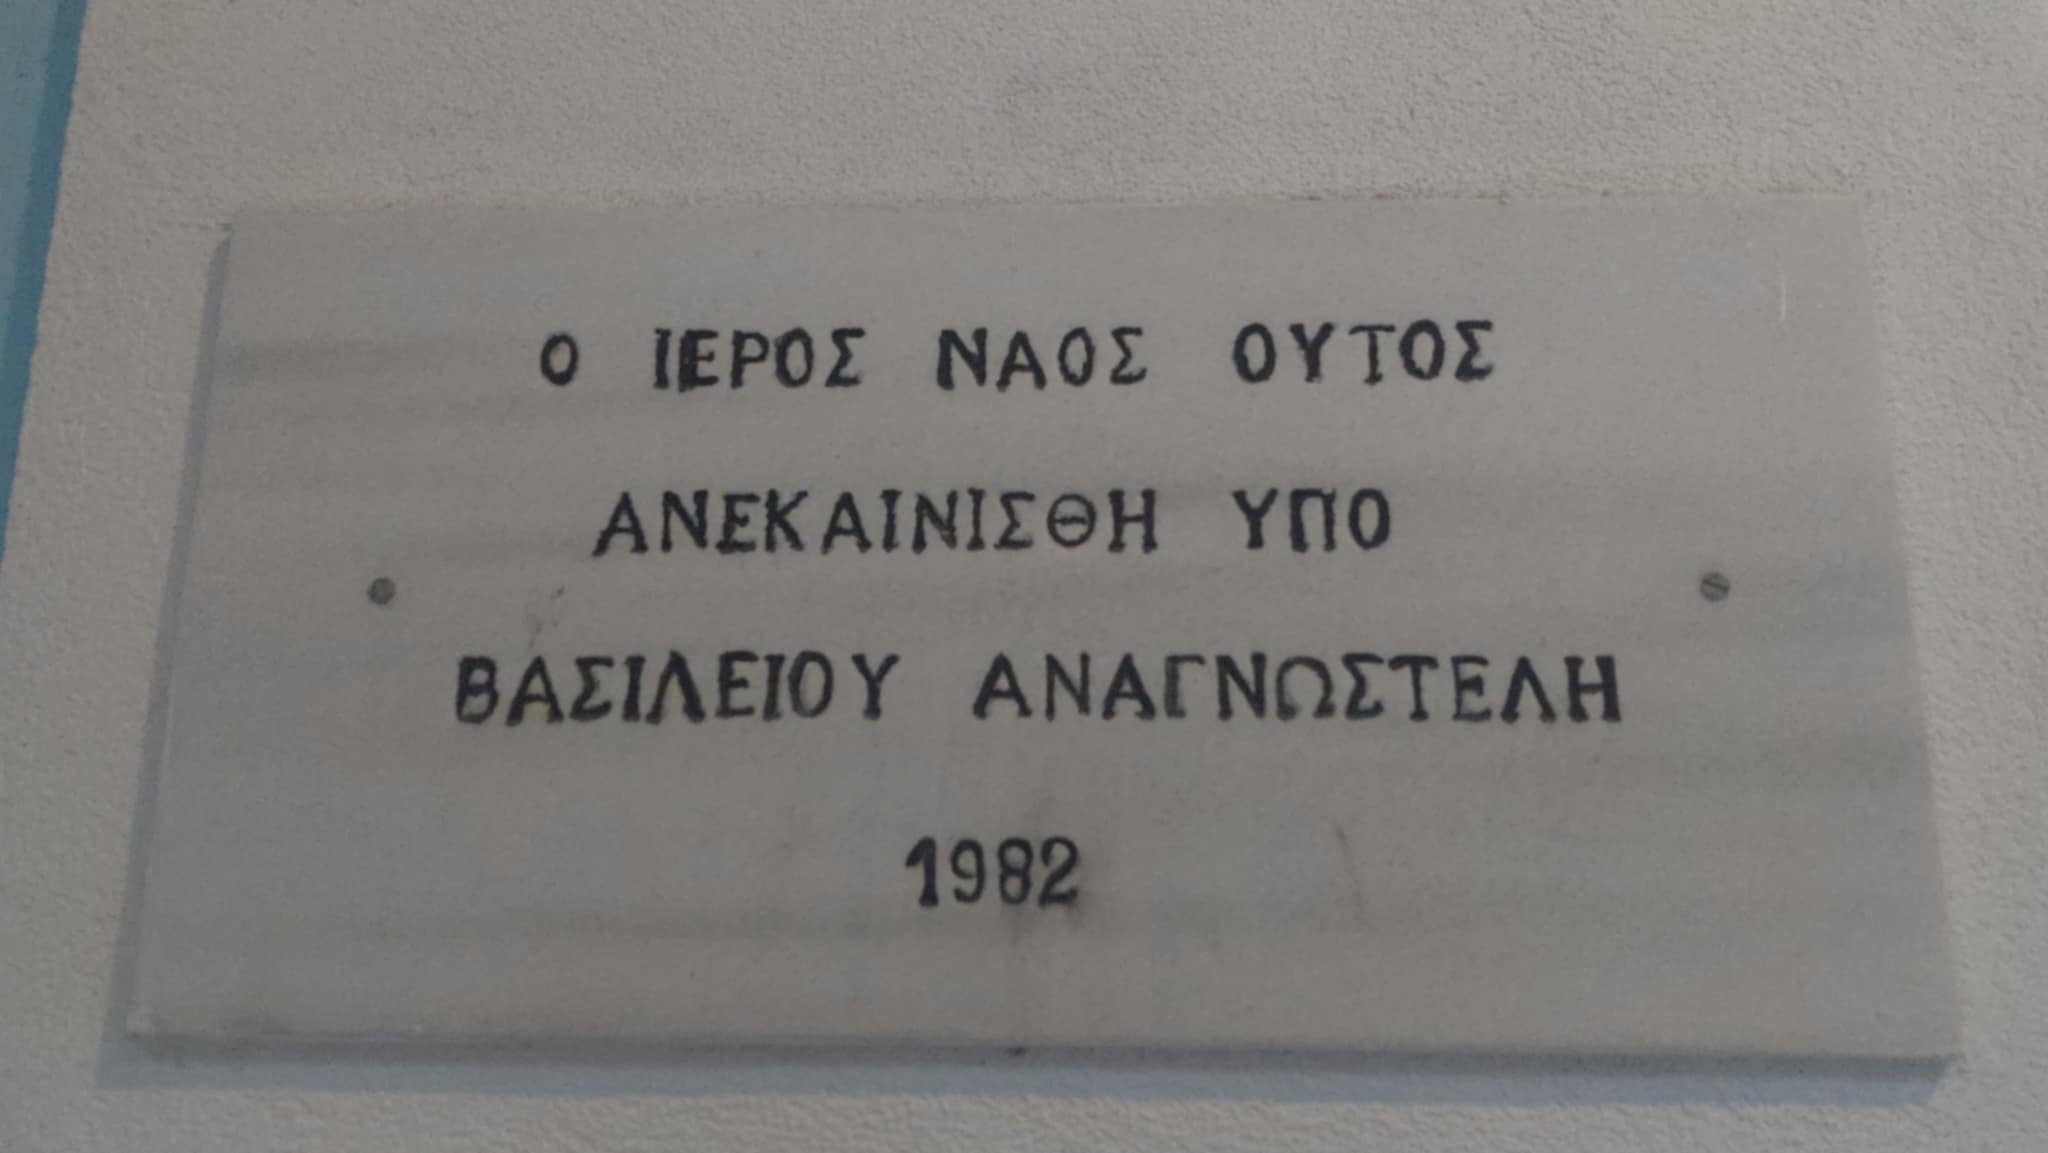 Ο ΙΕΡΟΣ ΝΑΟΣ ΟΥΤΟΣ
ΑΝΕΚΑΙΝΙΣΘΗ ΥΠΟ
ΒΑΣΙΛΕΙΟΥ ΑΝΑΓΝΩΣΤΕΛΗ
1982